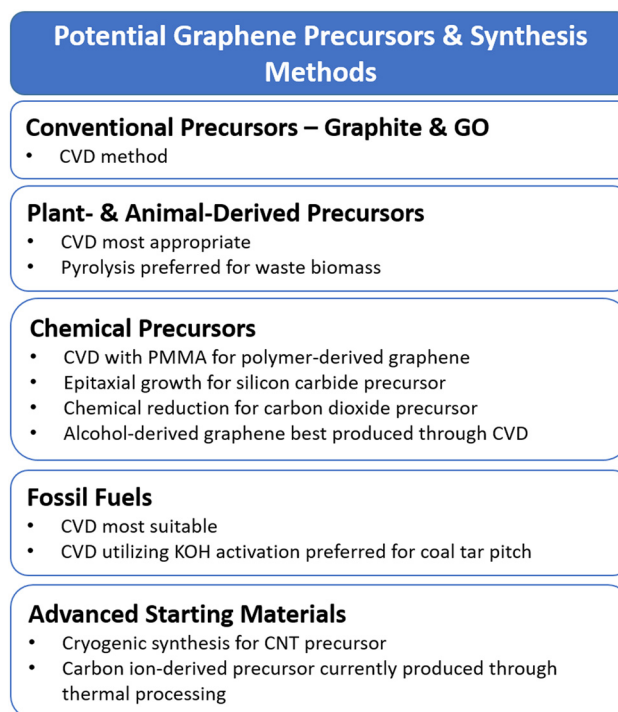 Potential Graphene Precursors & Synthesis
Methods
Conventional Precursors – Graphite & GO
• CVD method
Plant- & Animal-Derived Precursors
• CVD most appropriate
• Pyrolysis preferred for waste biomass
Chemical Precursors
• CVD with PMMA for polymer-derived graphene
• Epitaxial growth for silicon carbide precursor
• Chemical reduction for carbon dioxide precursor
• Alcohol-derived graphene best produced through CVD
Fossil Fuels
• CVD most suitable
• CVD utilizing KOH activation preferred for coal tar pitch
Advanced Starting Materials
• Cryogenic synthesis for CNT precursor
• Carbon ion-derived precursor currently produced through
thermal processing